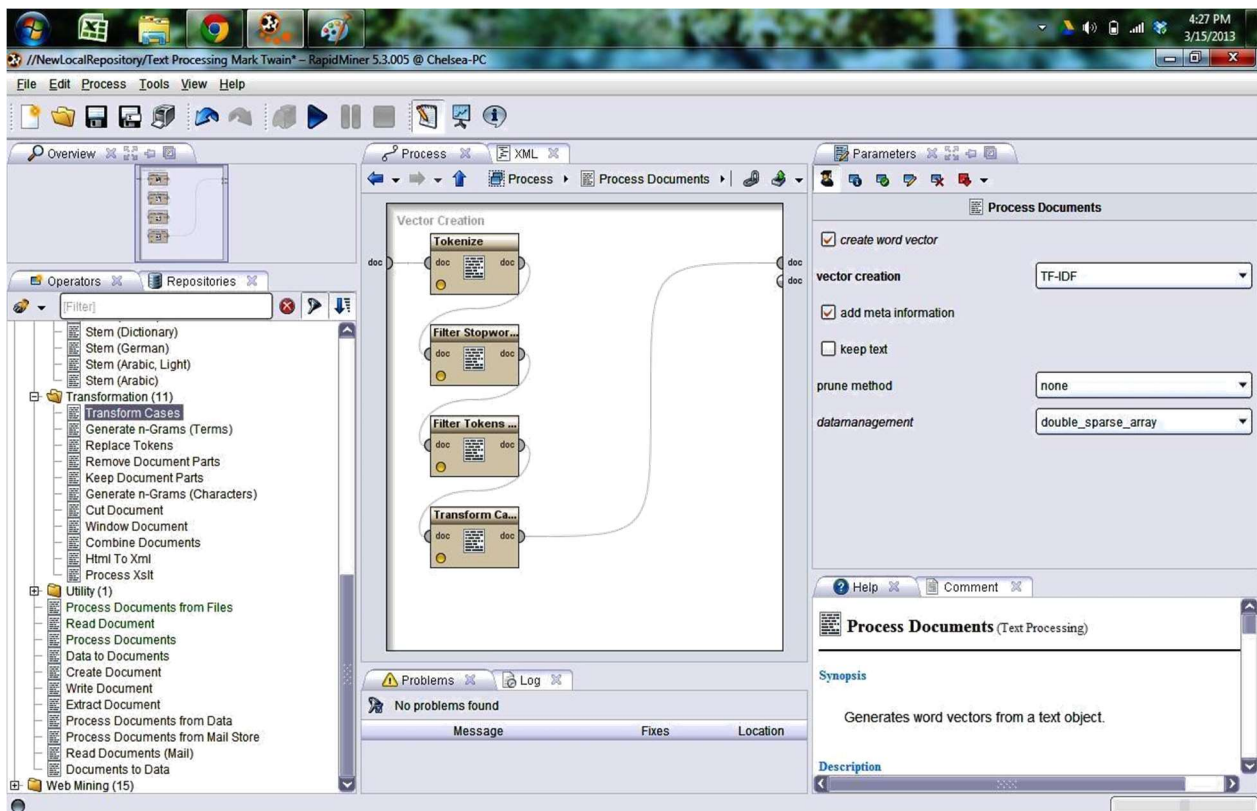 4:27 PM
3/15/2013
//NewLocalRepository/Text Processing Mark Twain* – RapidMiner 5.3.005 @ Chelsea-PC
File Edit Process Tools View Help
Overview
Operators Repositories
[Filter]
Stem (Dictionary)
Stem (German)
Stem (Arabic, Light)
Stem (Arabic)
Transformation (11)
Transform Cases
Generate n-Grams (Terms)
Replace Tokens
Remove Document Parts
Keep Document Parts
Generate n-Grams (Characters)
Cut Document
Window Document
Combine Documents
Html To Xml
Process Xslt
Utility (1)
Process Documents from Files
Read Document
Process Documents
Data to Documents
Create Document
Write Document
Extract Document
Process Documents from Data
Process Documents from Mail Store
Read Documents (Mail)
Documents to Data
Web Mining (15)
Process XML
Process Process Documents
Vector Creation
Tokenize
doc doc doc doc
doc
Filter Stopwor...
doc doc
Filter Tokens ...
doc doc
Transform Ca...
doc doc
Problems Log
No problems found
Message Fixes Location
Parameters
Process Documents
create word vector
vector creation TF-IDF
add meta information
keep text
prune method none
datamanagement double_sparse_array
Help Comment
Process Documents (Text Processing)
Synopsis
Generates word vectors from a text object.
Description